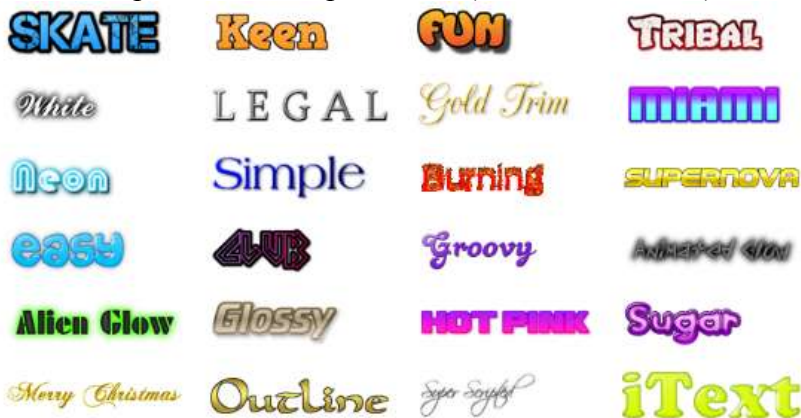 SKATE Keen FUN TRIBAL
White LEGAL Gold Trim MIAMI
Neon Simple Burning SUPERNOVA
easy CLUB Groovy Animated Glow
Alien Glow Glossy HOT PINK Sugar
Merry Christmas Outline Super Scripted iText